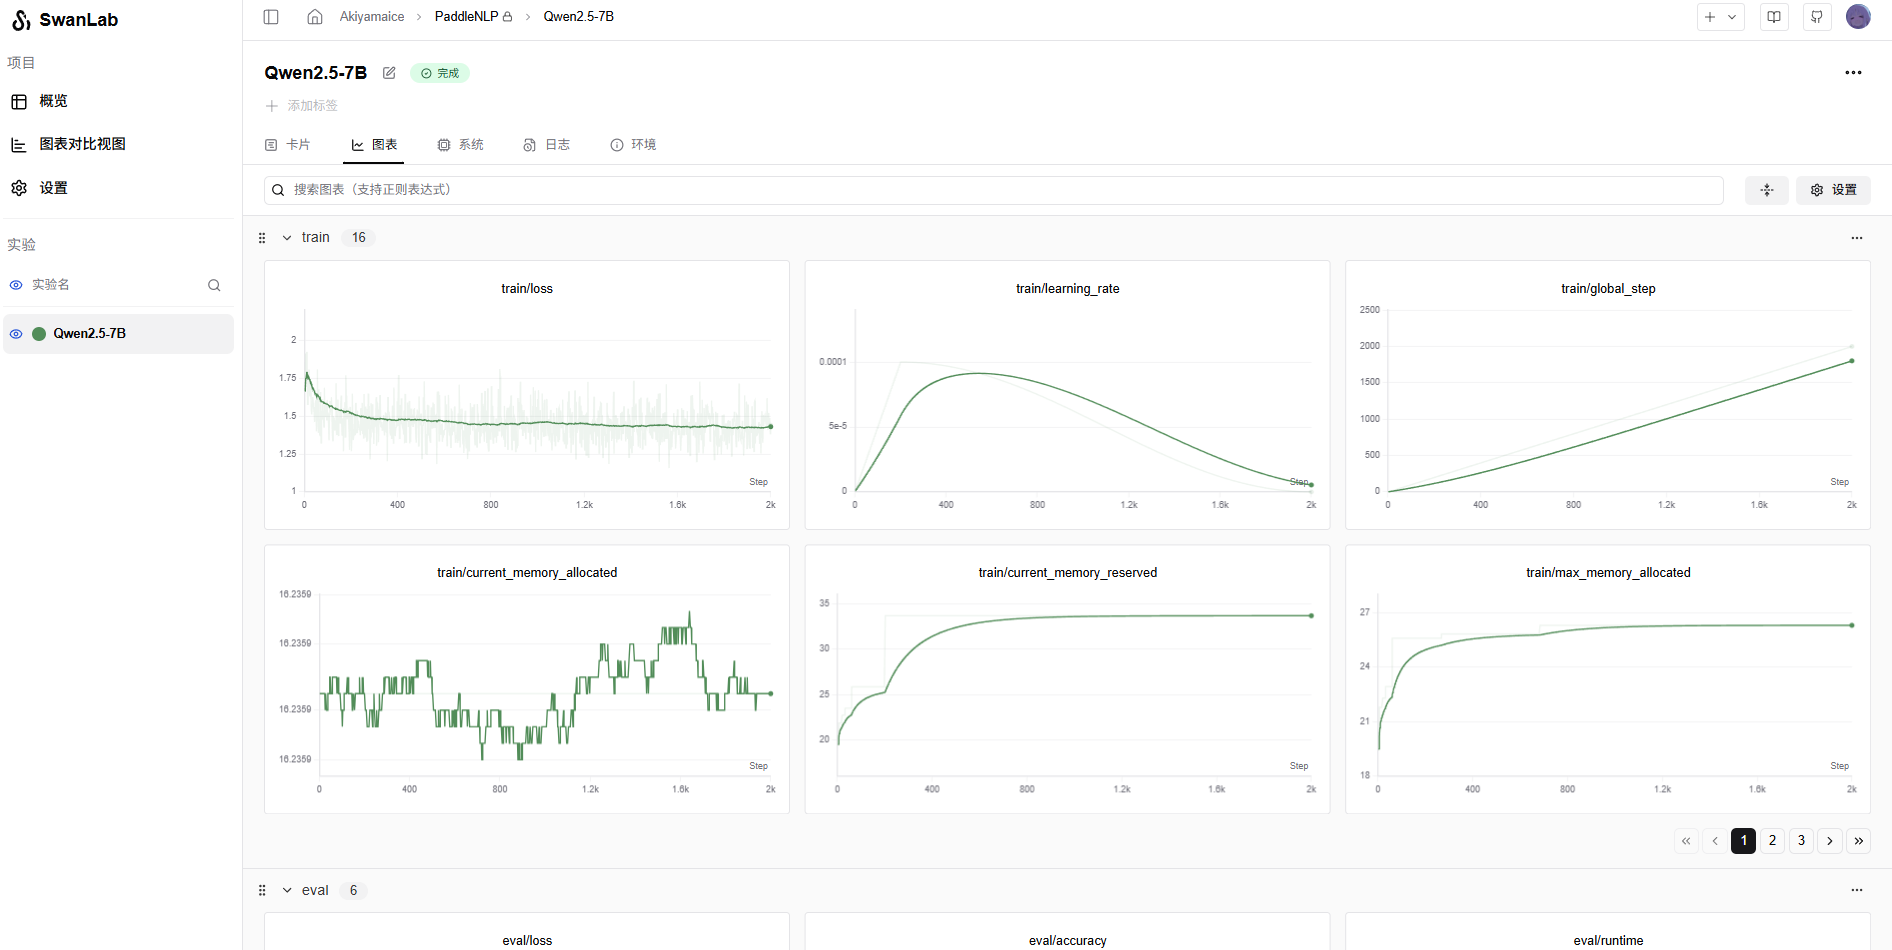 SwanLab
项目
概览
图表对比视图
设置
实验
实验名
Qwen2.5-7B
Akiyamaice
PaddleNLP
Qwen2.5-7B
Qwen2.5-7B
完成
添加标签
卡片
图表
系统
日志
环境
搜索图表（支持正则表达式）
设置
train 16
train/loss
2
1.75
1.5
1.25
1
Step
0 400 800 1.2k 1.6k 2k
train/learning_rate
0.0001
5e-5
0
Step
0 400 800 1.2k 1.6k 2k
train/global_step
2500
2000
1500
1000
500
0
Step
0 400 800 1.2k 1.6k 2k
train/current_memory_allocated
16.2359
16.2359
16.2359
16.2359
Step
0 400 800 1.2k 1.6k 2k
train/current_memory_reserved
35
30
25
20
Step
0 400 800 1.2k 1.6k 2k
train/max_memory_allocated
27
24
21
18
Step
0 400 800 1.2k 1.6k 2k
1 2 3
eval 6
eval/loss
eval/accuracy
eval/runtime